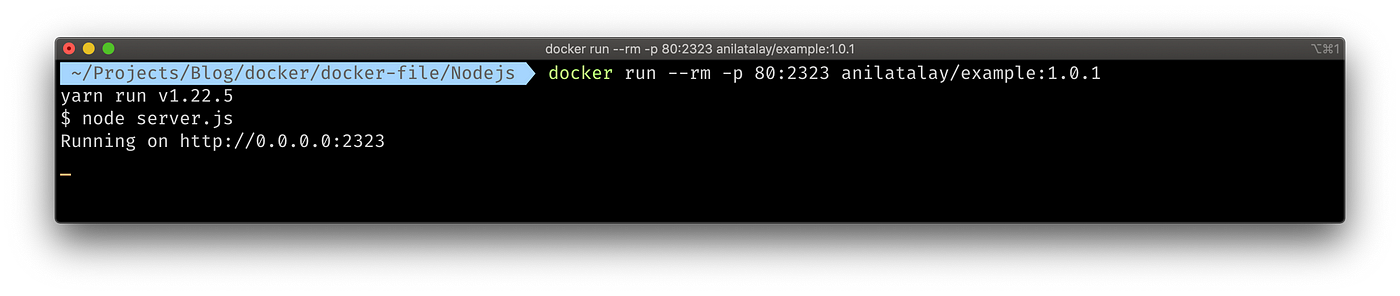 docker run --rm -p 80:2323 anilatalay/example:1.0.1
⌥⌘1
~/Projects/Blog/docker/docker-file/Nodejs docker run --rm -p 80:2323 anilatalay/example:1.0.1
yarn run v1.22.5
$ node server.js
Running on http://0.0.0.0:2323